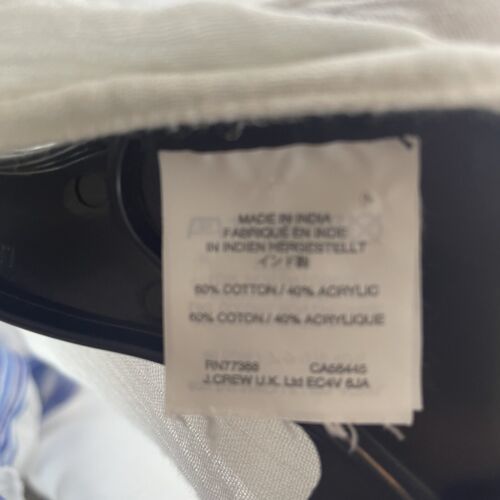 MADE IN INDIA
FABRIQUÉ EN INDE
IN INDIEN HERGESTELLT
インド製
60% COTTON / 40% ACRYLIC
60% COTON / 40% ACRYLIQUE
RN77388 CA56445
J.CREW U.K. Ltd EC4V 6JA